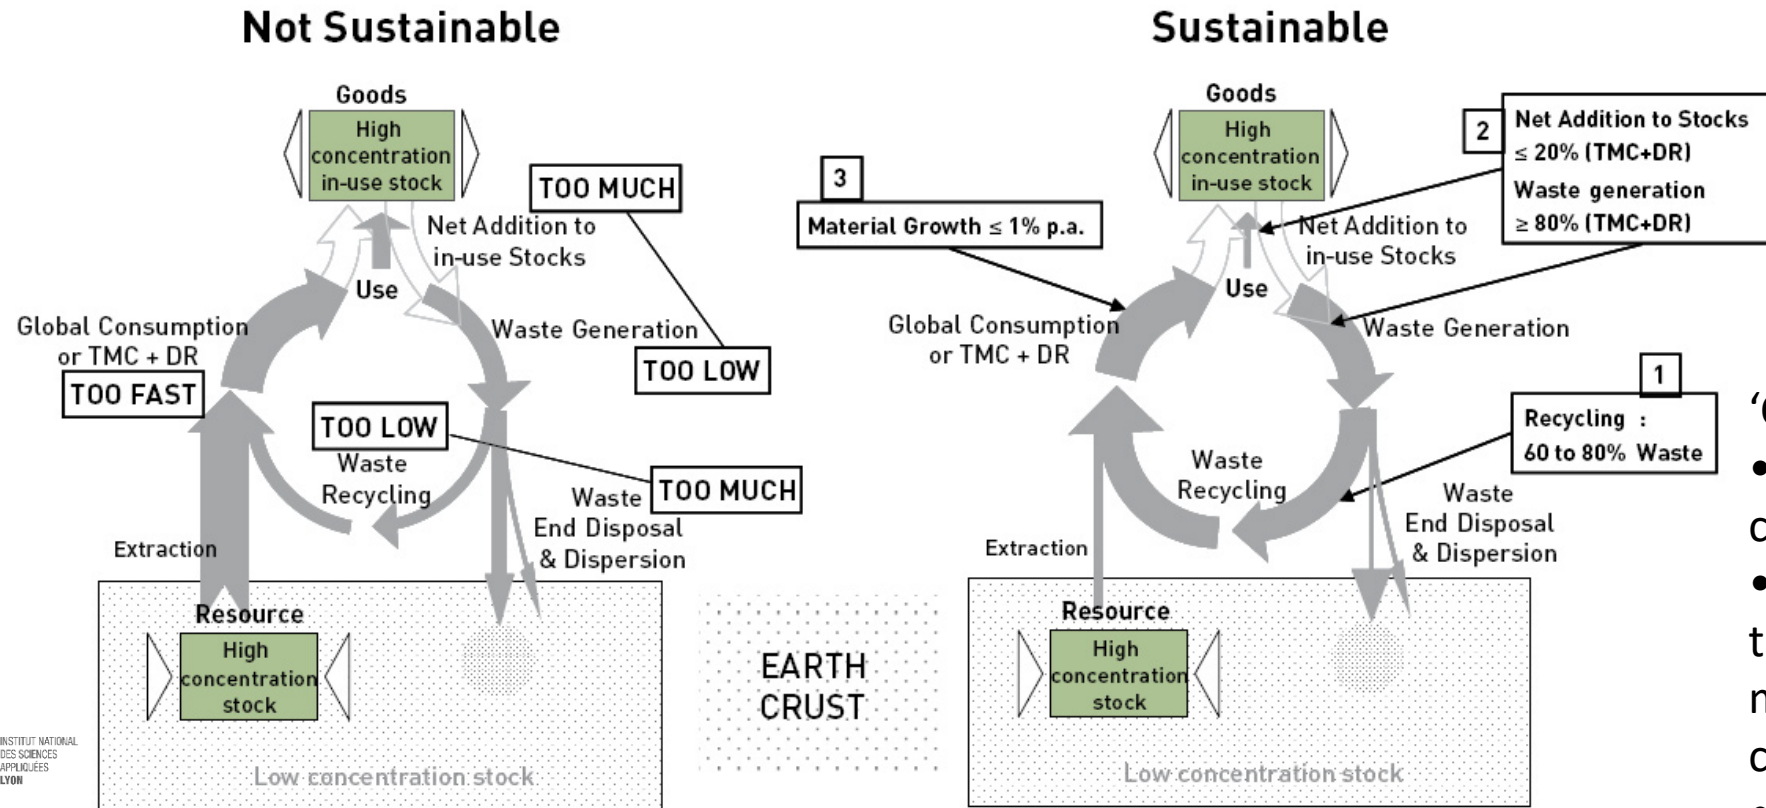 Not Sustainable
Goods
High
concentration
in-use stock
TOO MUCH
Net Addition to
in-use Stocks
Use
Global Consumption
or TMC + DR
TOO FAST
Waste Generation
TOO LOW
TOO LOW
Waste
Recycling
TOO MUCH
Waste
End Disposal
& Dispersion
Extraction
Resource
High
concentration
stock
Low concentration stock
INSTITUT NATIONAL
DES SCIENCES
APPLIQUÉES
LYON
EARTH
CRUST
Sustainable
Goods
High
concentration
in-use stock
2
Net Addition to Stocks
≤ 20% (TMC+DR)
Waste generation
≥ 80% (TMC+DR)
3
Material Growth ≤ 1% p.a.
Net Addition to
in-use Stocks
Use
Global Consumption
or TMC + DR
Waste Generation
1
Recycling :
60 to 80% Waste
Waste
Recycling
Waste
End Disposal
& Dispersion
Extraction
Resource
High
concentration
stock
Low concentration stock